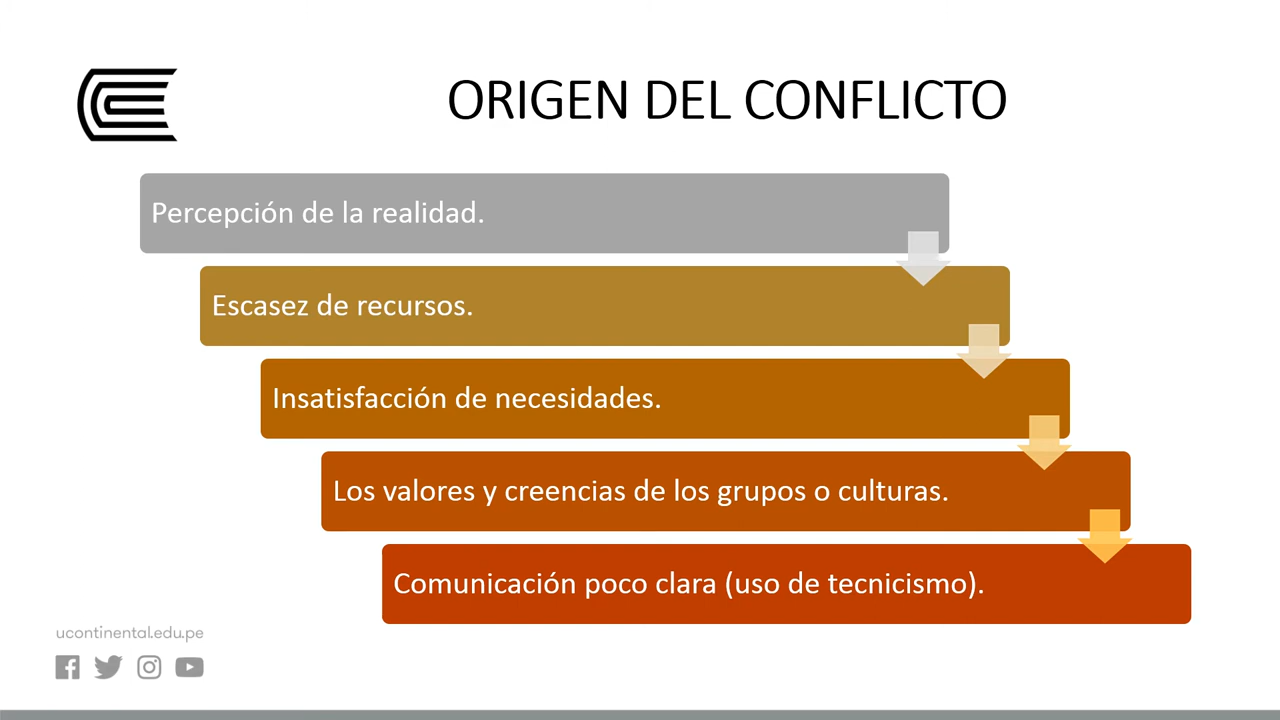 ORIGEN DEL CONFLICTO
Percepción de la realidad.
Escasez de recursos.
Insatisfacción de necesidades.
Los valores y creencias de los grupos o culturas.
Comunicación poco clara (uso de tecnicismo).
ucontinental.edu.pe